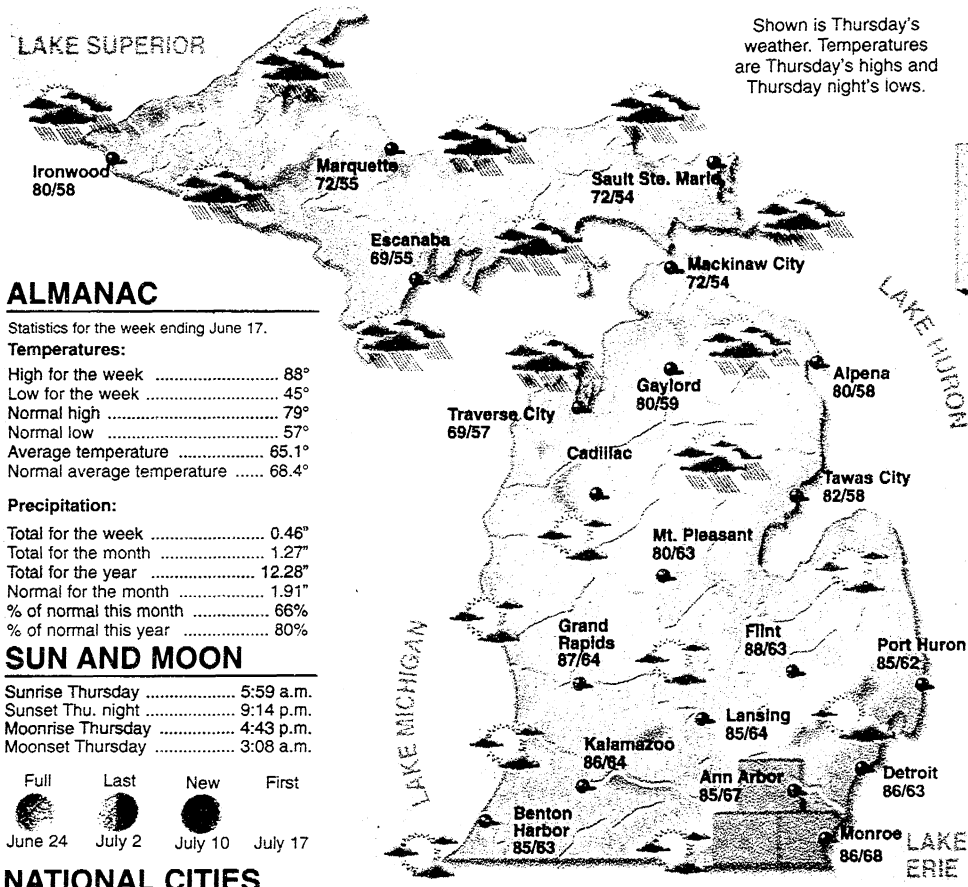 LAKE SUPERIOR
Shown is Thursday's
weather. Temperatures
are Thursday's highs and
Thursday night's lows.
Ironwood
80/58
Marquette
72/55
Sault Ste. Marie
72/54
Escanaba
69/55
Mackinaw City
72/54
LAKE HURON
Gaylord
80/59
Alpena
80/58
Traverse City
69/57
Cadillac
Tawas City
82/58
Mt. Pleasant
80/63
Grand
Rapids
87/64
Flint
88/63
Port Huron
85/62
LAKE MICHIGAN
Lansing
85/64
Kalamazoo
86/64
Ann Arbor
85/67
Detroit
86/63
Benton
Harbor
85/63
Monroe
86/68
LAKE
ERIE
ALMANAC
Statistics for the week ending June 17.
Temperatures:
High for the week ............................ 88°
Low for the week .............................. 45°
Normal high ....................................... 79°
Normal low ........................................ 57°
Average temperature .................. 65.1°
Normal average temperature ...... 68.4°
Precipitation:
Total for the week ......................... 0.46"
Total for the month ....................... 1.27"
Total for the year ........................ 12.28"
Normal for the month ................... 1.91"
% of normal this month ................ 66%
% of normal this year ................... 80%
SUN AND MOON
Sunrise Thursday ................... 5:59 a.m.
Sunset Thu. night ................... 9:14 p.m.
Moonrise Thursday ................ 4:43 p.m.
Moonset Thursday ................. 3:08 a.m.
Full Last New First
June 24 July 2 July 10 July 17
NATIONAL CITIES